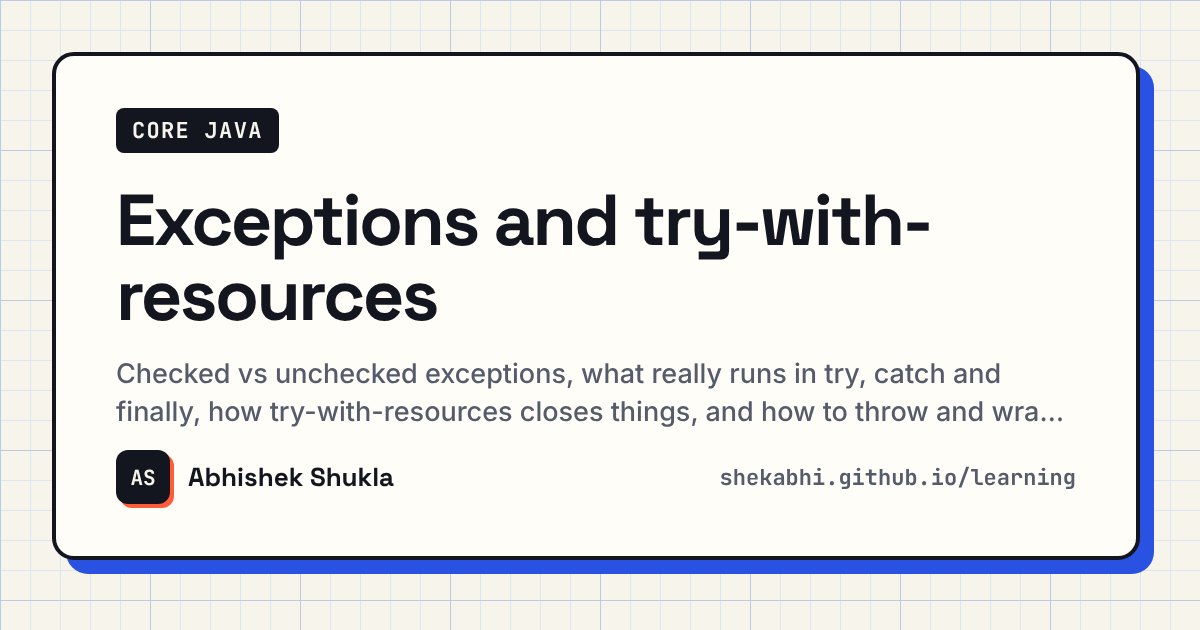 CORE JAVA
Exceptions and try-with-
resources
Checked vs unchecked exceptions, what really runs in try, catch and
finally, how try-with-resources closes things, and how to throw and wra...
AS
Abhishek Shukla
shekabhi.github.io/learning